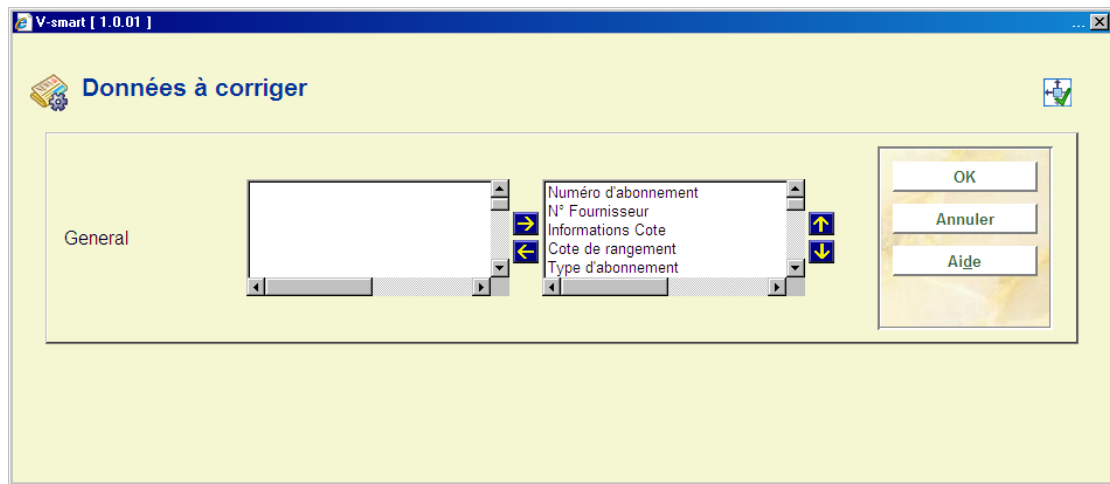 V-smart [ 1.0.01 ]
...
Données à corriger
General
Numéro d'abonnement
N° Fournisseur
Informations Cote
Cote de rangement
Type d'abonnement
OK
Annuler
Aide